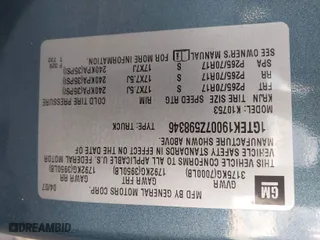 MFD BY GENERAL MOTORS CORP. 04/07
GVWR GAWR FRT GAWR RR
3175KG(7000LB) 1792KG(3950LB) 1792KG(3950LB)
THIS VEHICLE CONFORMS TO ALL APPLICABLE U.S. FEDERAL MOTOR
VEHICLE SAFETY STANDARDS IN EFFECT ON THE DATE OF
MANUFACTURE SHOWN ABOVE.
1GTEK19007Z598346 TYPE: TRUCK
MODEL: K10753
TIRE SIZE SPEED RTG RIM COLD TIRE PRESSURE
FRT P265/70R17 S 17X7.5J 240KPA(35PSI)
RR P265/70R17 S 17X7.5J 240KPA(35PSI)
SPA P265/70R17 S 17X7J 240KPA(35PSI)
SEE OWNER'S MANUAL FOR MORE INFORMATION.
GM
DREAMBID